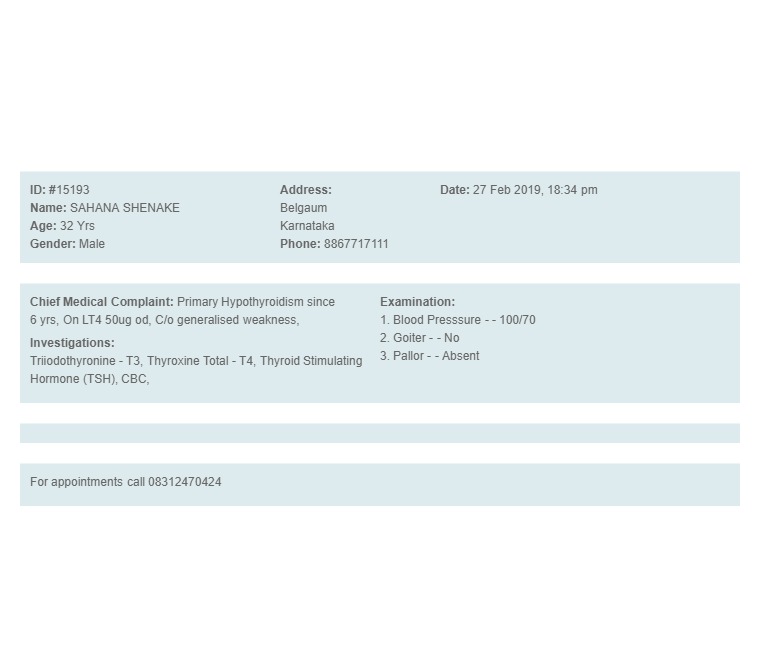 ID: #15193
Name: SAHANA SHENAKE
Age: 32 Yrs
Gender: Male
Address:
Belgaum
Karnataka
Phone: 8867717111
Date: 27 Feb 2019, 18:34 pm
Chief Medical Complaint: Primary Hypothyroidism since
6 yrs, On LT4 50ug od, C/o generalised weakness,
Investigations:
Triiodothyronine - T3, Thyroxine Total - T4, Thyroid Stimulating
Hormone (TSH), CBC,
Examination:
1. Blood Presssure - - 100/70
2. Goiter - - No
3. Pallor - - Absent
For appointments call 08312470424